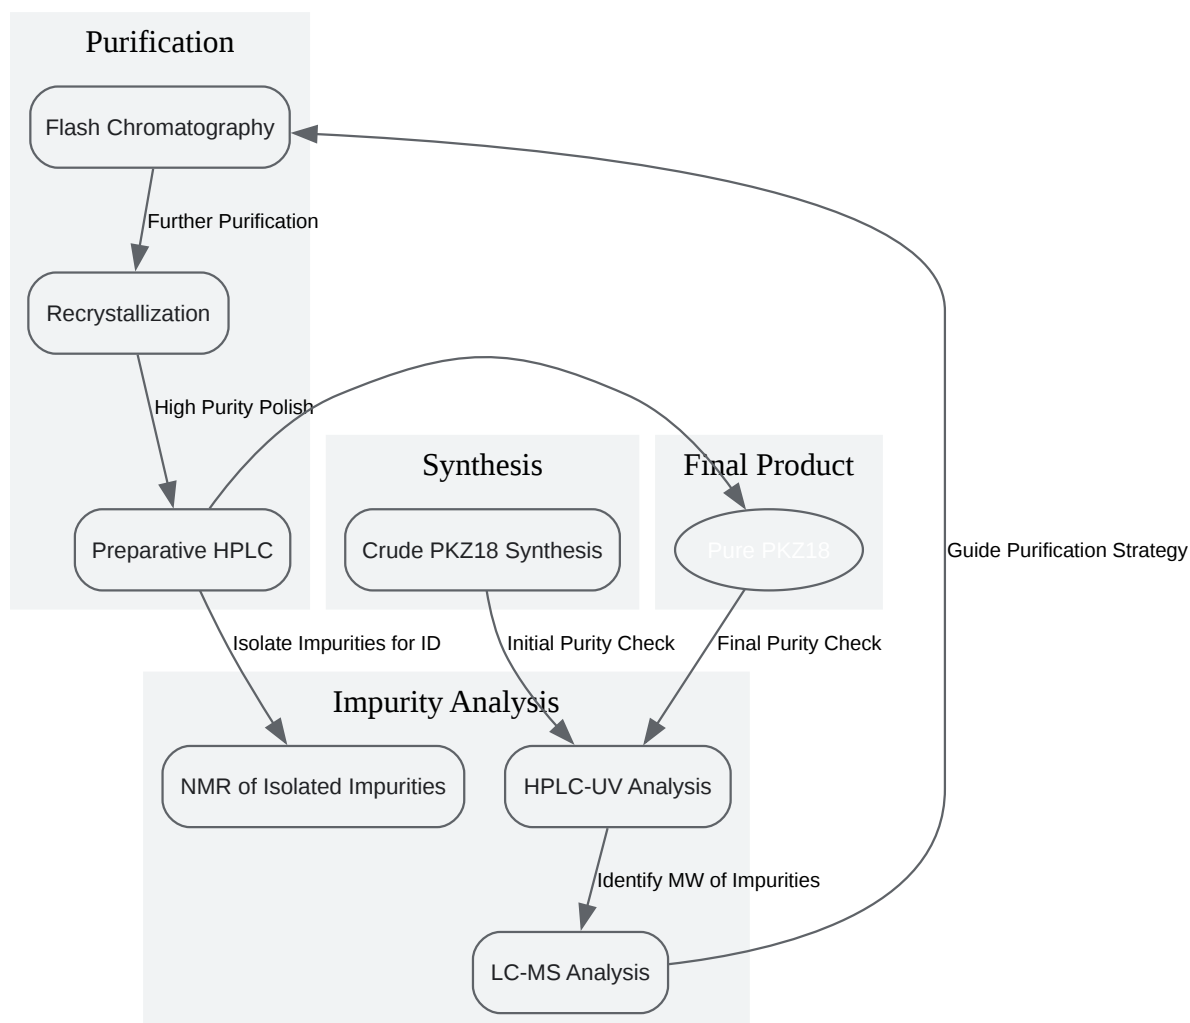 Purification
Flash Chromatography
Further Purification
Recrystallization
High Purity Polish
Synthesis
Final Product
Preparative HPLC
Crude PKZ18 Synthesis
Pure PKZ18
Guide Purification Strategy
Isolate Impurities for ID
Initial Purity Check
Final Purity Check
Impurity Analysis
NMR of Isolated Impurities
HPLC-UV Analysis
Identify MW of Impurities
LC-MS Analysis